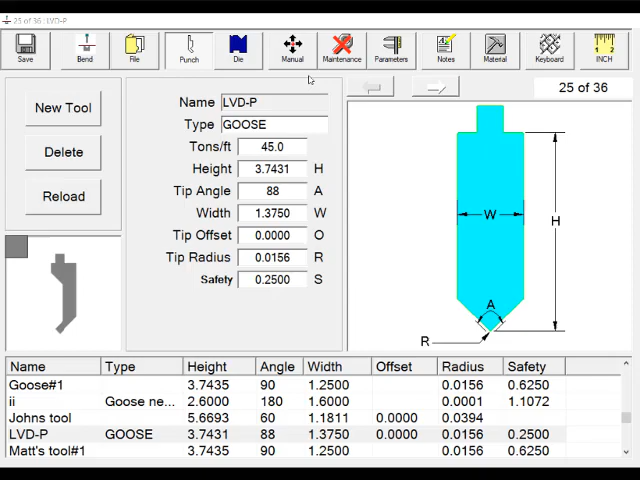 25 of 36 : LVD-P
Save Bend File Punch Die Manual Maintenance Parameters Notes Material Keyboard INCH
25 of 36
New Tool
Delete
Reload
Name LVD-P
Type GOOSE
Tons/ft 45.0
Height 3.7431 H
Tip Angle 88 A
Width 1.3750 W
Tip Offset 0.0000 O
Tip Radius 0.0156 R
Safety 0.2500 S
W
H
A
R
Name Type Height Angle Width Offset Radius Safety
Goose#1 3.7435 90 1.2500 0.0156 0.6250
ii Goose ne... 2.6000 180 1.6000 0.0001 1.1072
Johns tool 5.6693 60 1.1811 0.0000 0.0394
LVD-P GOOSE 3.7431 88 1.3750 0.0000 0.0156 0.2500
Matt's tool#1 3.7435 90 1.2500 0.0156 0.6250